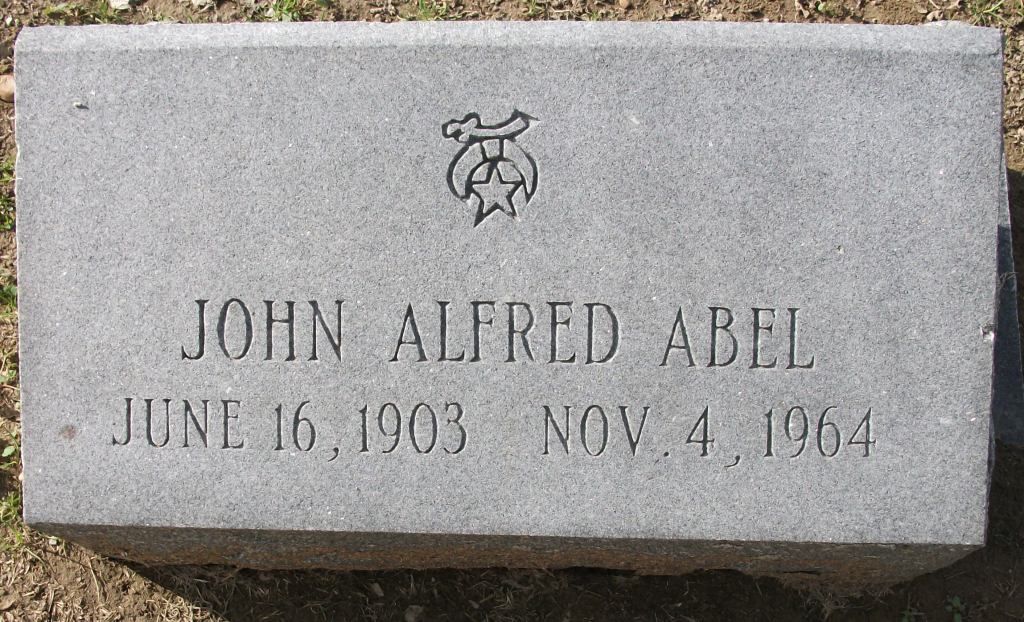 JOHN ALFRED ABEL
JUNE 16, 1903 NOV. 4, 1964